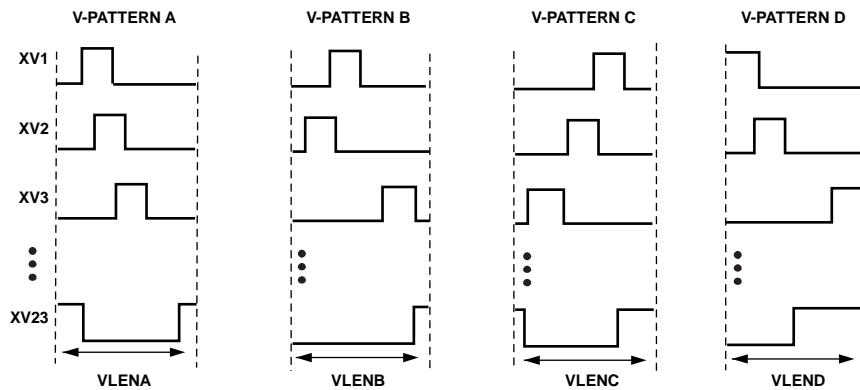 V-PATTERN A V-PATTERN B V-PATTERN C V-PATTERN D
XV1
XV2
XV3
XV23
VLENA VLENB VLENC VLEND